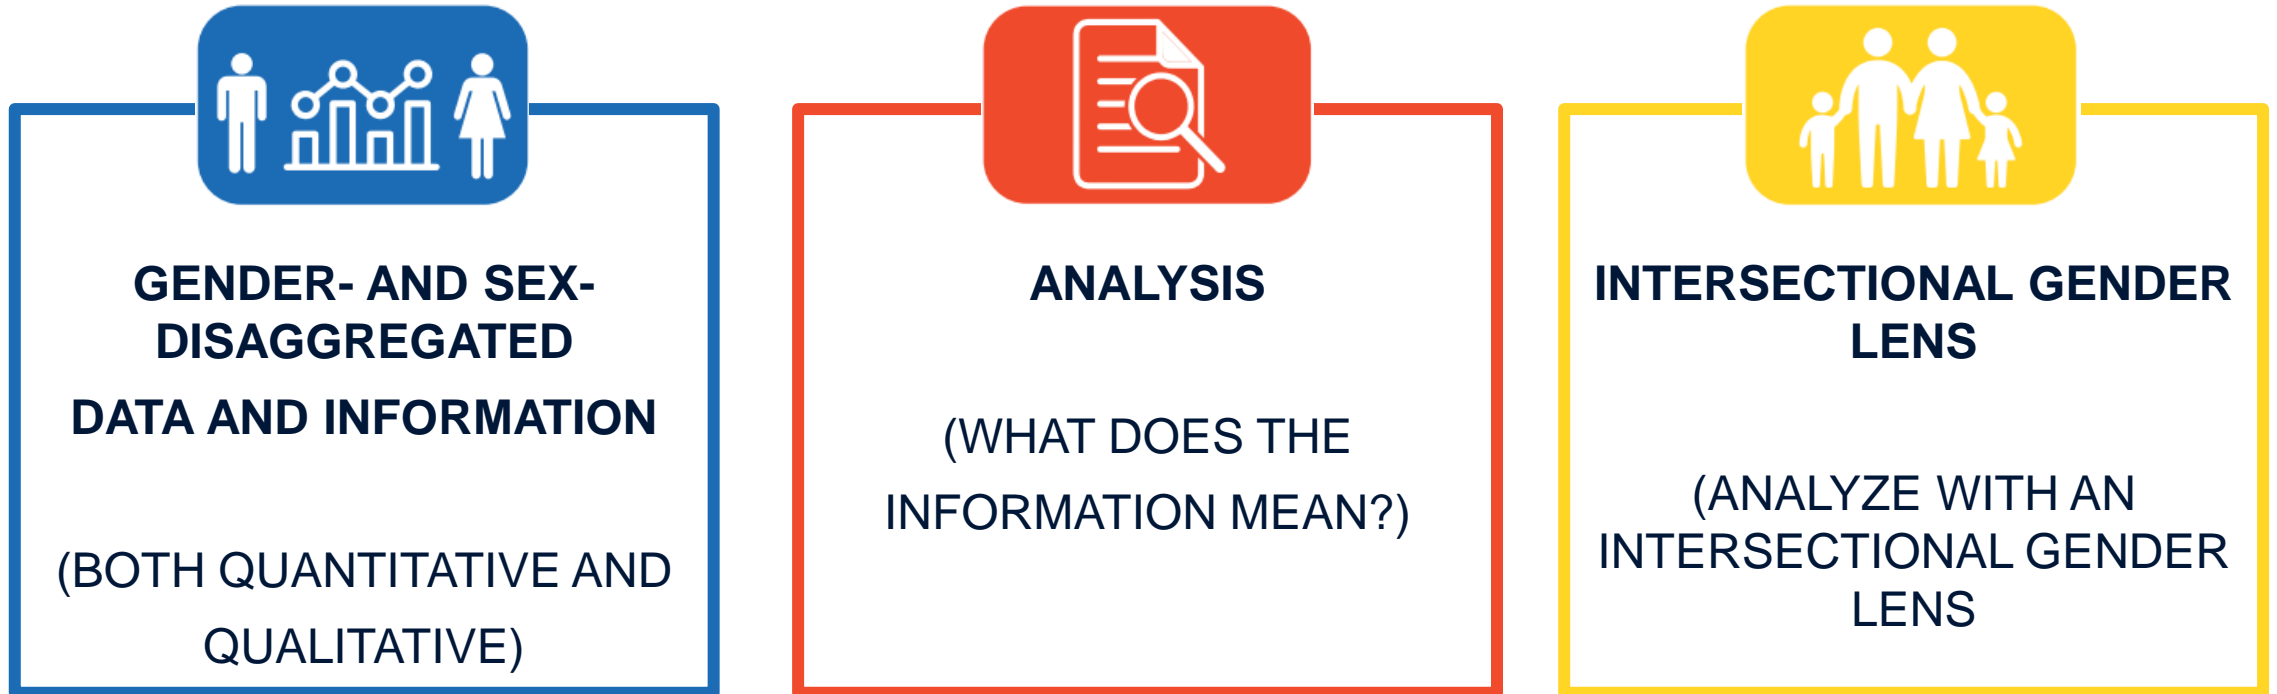 GENDER- AND SEX-
DISAGGREGATED
DATA AND INFORMATION
(BOTH QUANTITATIVE AND
QUALITATIVE)
ANALYSIS
(WHAT DOES THE
INFORMATION MEAN?)
INTERSECTIONAL GENDER
LENS
(ANALYZE WITH AN
INTERSECTIONAL GENDER
LENS